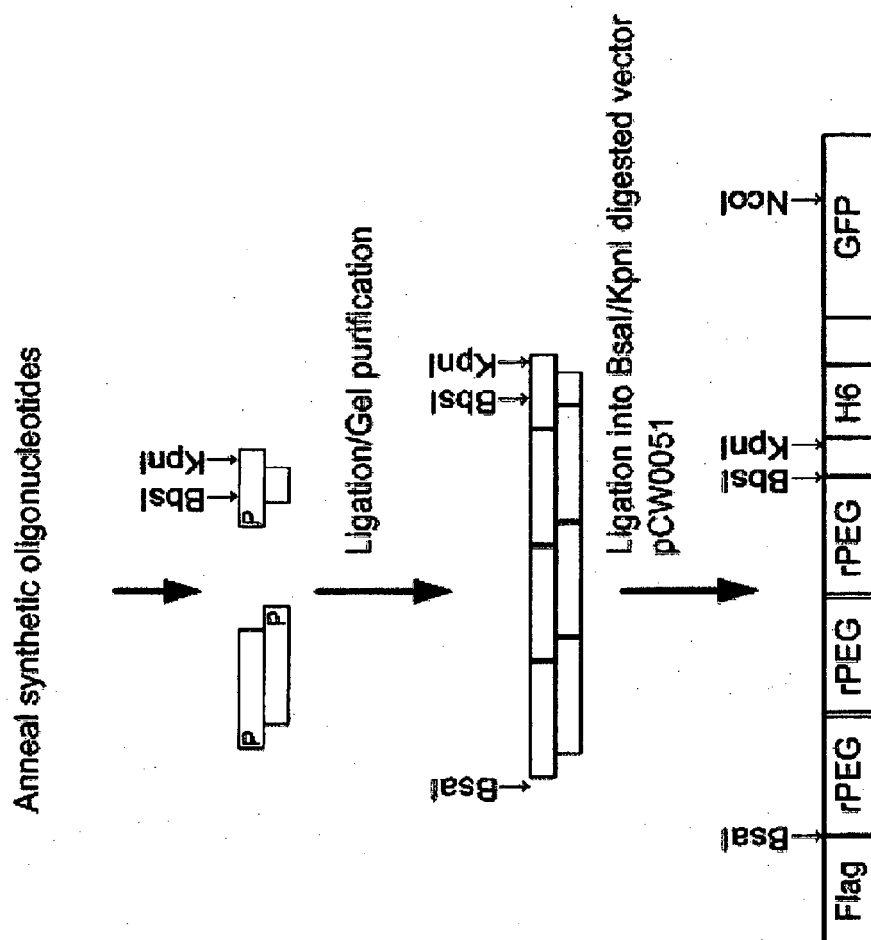 Anneal synthetic oligonucleotides
P
P
P
BbsI
KpnI
Ligation/Gel purification
BsaI
BbsI
KpnI
Ligation into BsaI/KpnI digested vector
pCW0051
BsaI
BbsI
KpnI
NcoI
Flag
rPEG
rPEG
rPEG
H6
GFP